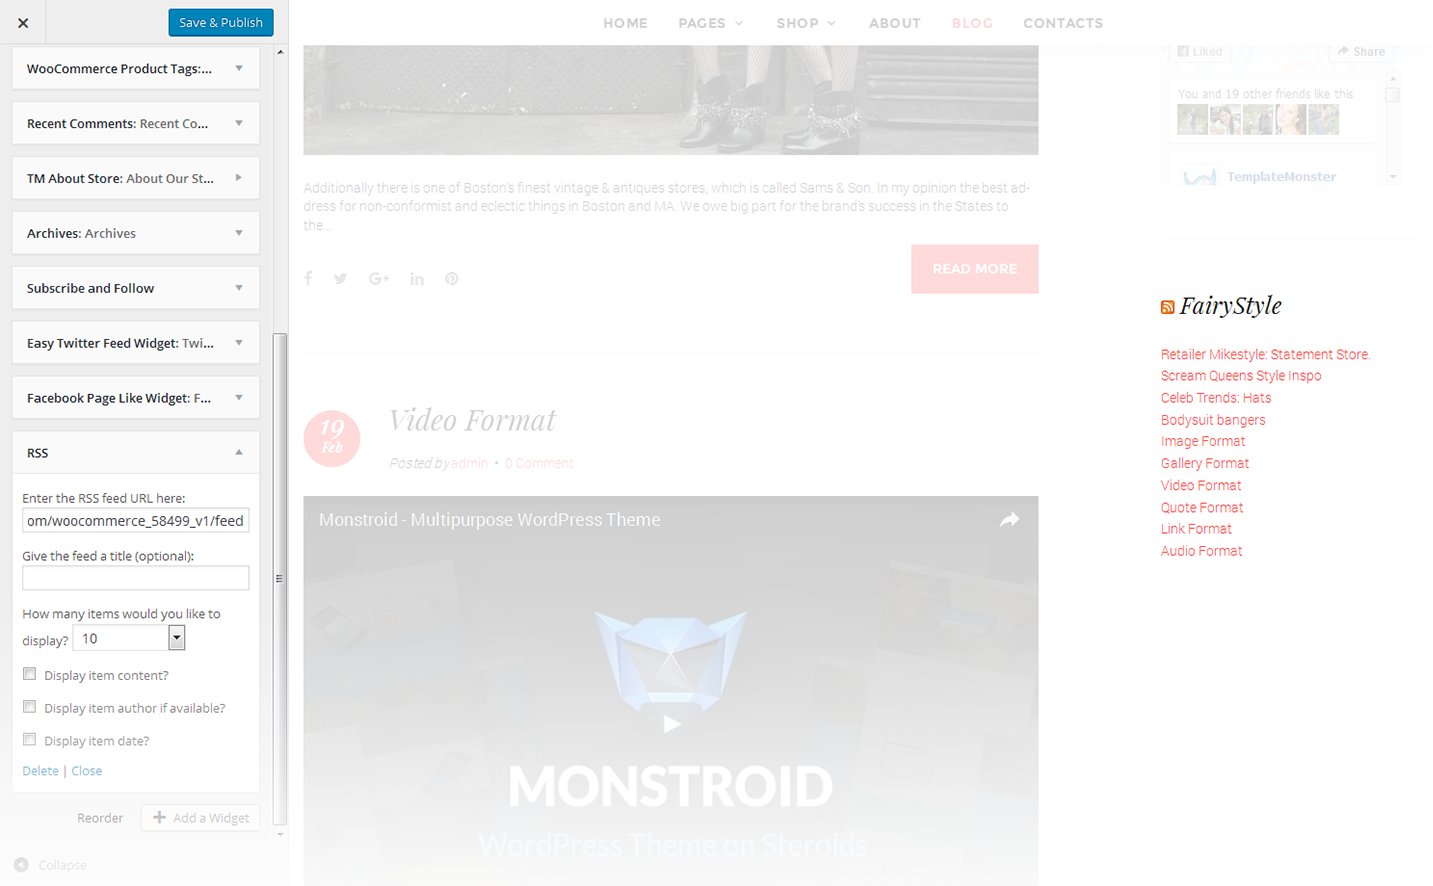 Save & Publish
WooCommerce Product Tags:...
Recent Comments: Recent Co...
TM About Store: About Our St...
Archives: Archives
Subscribe and Follow
Easy Twitter Feed Widget: Twi...
Facebook Page Like Widget: F...
RSS
Enter the RSS feed URL here:
om/woocommerce_58499_v1/feed
Give the feed a title (optional):
How many items would you like to
display? 10
Display item content?
Display item author if available?
Display item date?
Delete | Close
Reorder
Add a Widget
Collapse
HOME PAGES SHOP ABOUT BLOG CONTACTS
Additionally there is one of Boston's finest vintage & antiques stores, which is called Sams & Son. In my opinion the best ad-
dress for non-conformist and eclectic things in Boston and MA. We owe big part for the brand's success in the States to
the...
READ MORE
19
Feb
Video Format
Posted by admin • 0 Comment
Monstroid - Multipurpose WordPress Theme
MONSTROID
WordPress Theme on Steroids
Liked
Share
You and 19 other friends like this
TemplateMonster
FairyStyle
Retailer Mikestyle: Statement Store.
Scream Queens Style Inspo
Celeb Trends: Hats
Bodysuit bangers
Image Format
Gallery Format
Video Format
Quote Format
Link Format
Audio Format